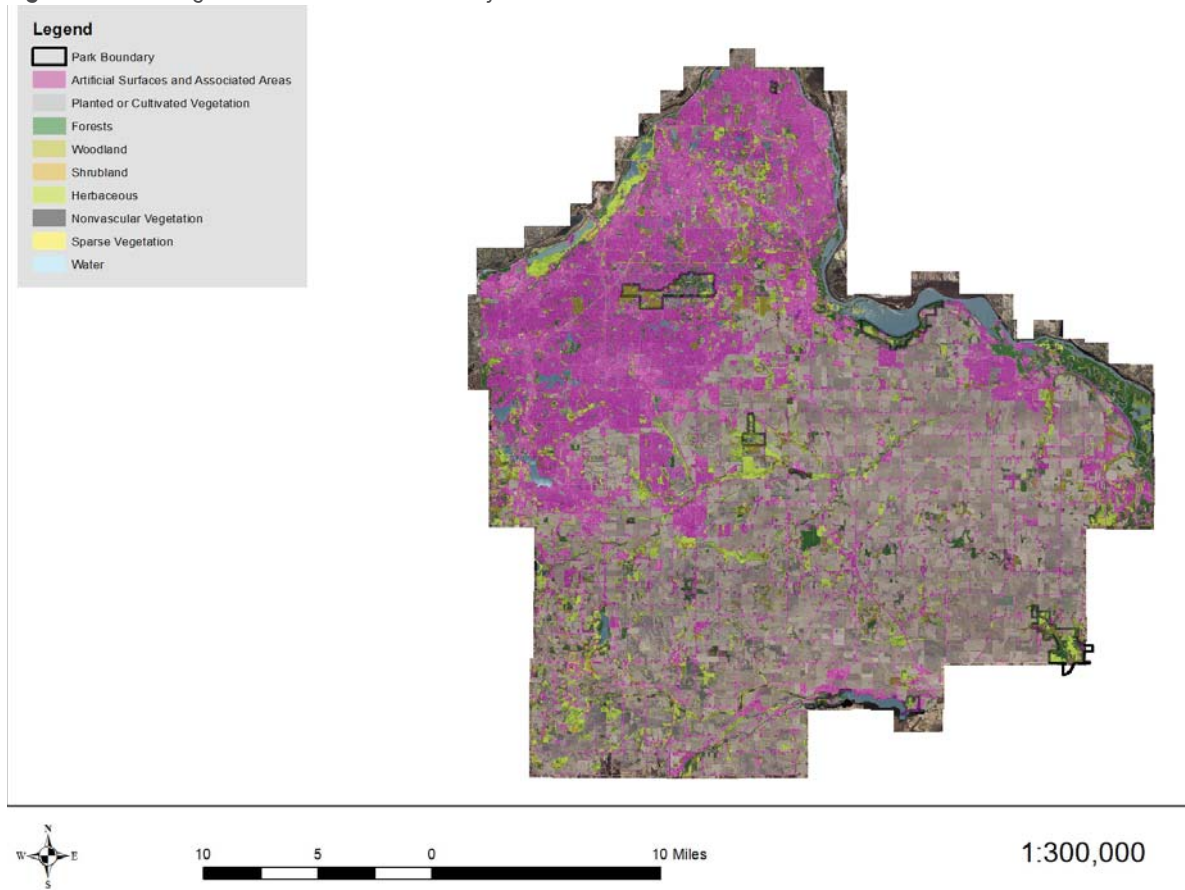 Legend
Park Boundary
Artificial Surfaces and Associated Areas
Planted or Cultivated Vegetation
Forests
Woodland
Shrubland
Herbaceous
Nonvascular Vegetation
Sparse Vegetation
Water
N
W E
S
10 5 0 10 Miles
1:300,000